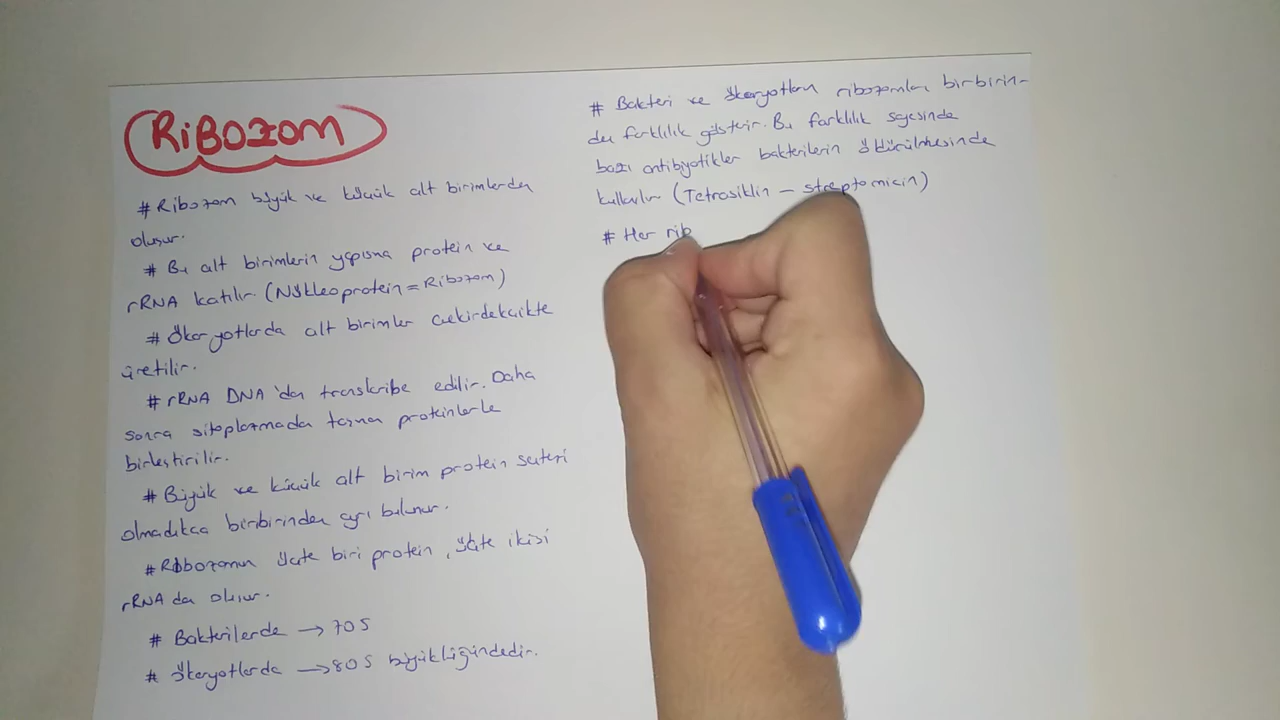 RiBOZOM
# Ribozom büyük ve küçük alt birimlerden
oluşur.
# Bu alt birimlerin yapısına protein ve
rRNA katılır. (Nükleoprotein = Ribozom)
# Ökaryotlarda alt birimler çekirdekçikte
üretilir.
# rRNA DNA'dan transkribe edilir. Daha
sonra sitoplazmada taşınan proteinlerle
birleştirilir.
# Büyük ve küçük alt birim protein sentezi
olmadıkça biribirinden ayrı bulunur.
# Ribozomun üçte biri protein, üçte ikisi
rRNA dan oluşur.
# Bakterilerde → 70S
# Ökaryotlarda → 80S büyüklüğündedir.
# Bakteri ve ökaryotların ribozomları birbirin-
den farklılık gösterir. Bu farklılık sayesinde
bazı antibiyotikler bakterilerin öldürülmesinde
kullanılır (Tetrasiklin - streptomicin)
# Her rib